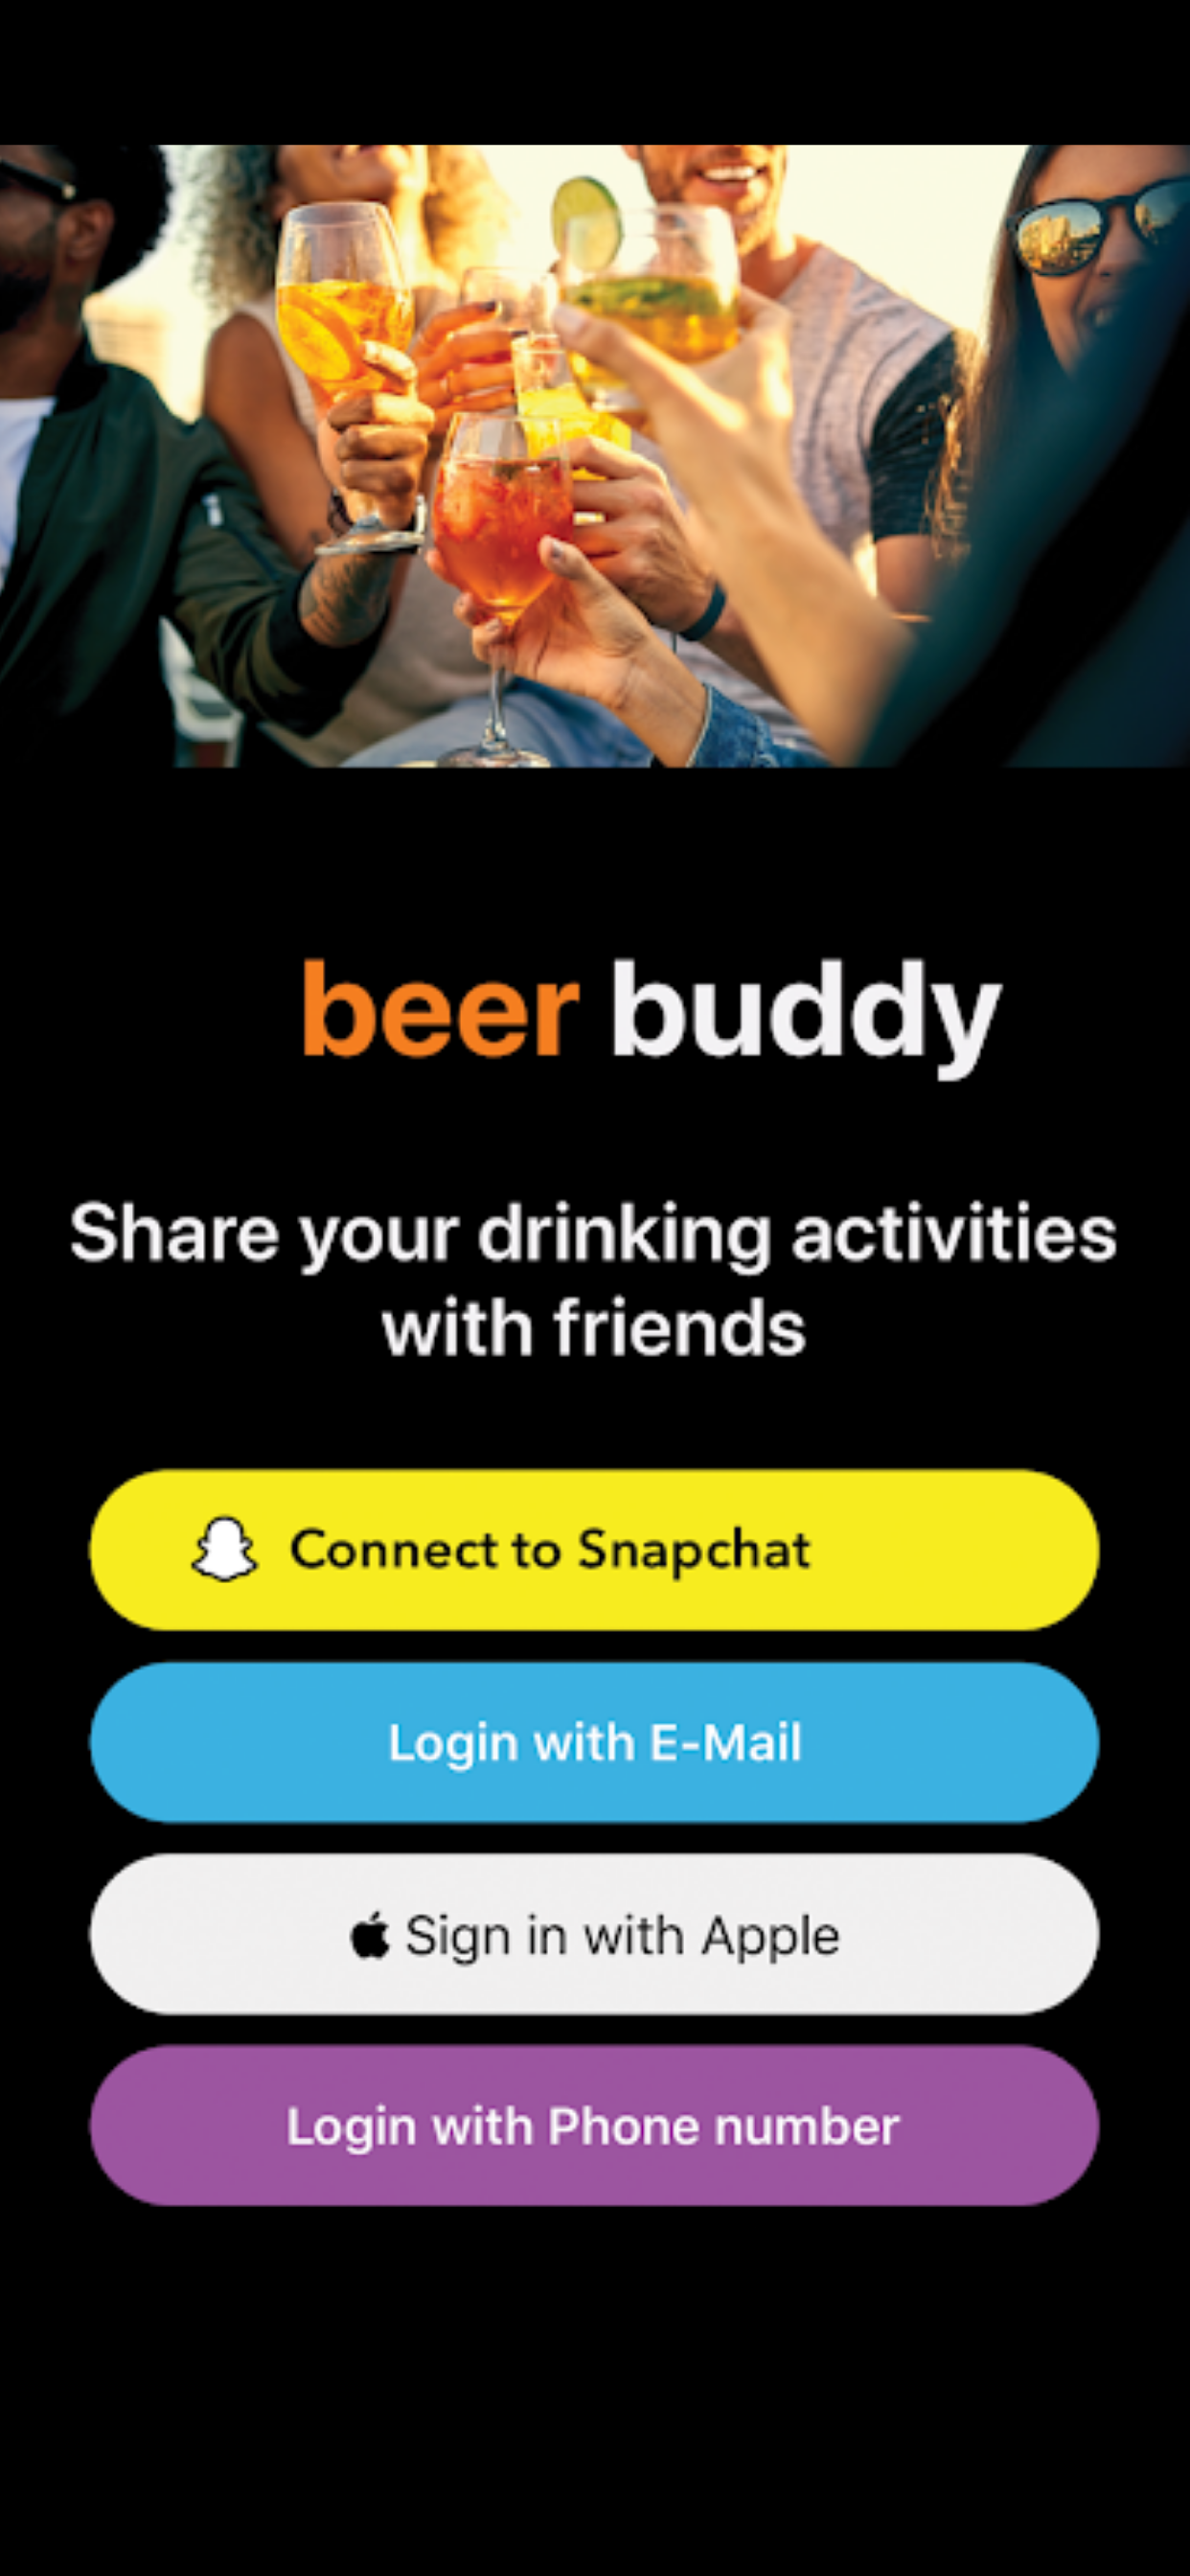 beer buddy
Share your drinking activities
with friends
Connect to Snapchat
Login with E-Mail
Sign in with Apple
Login with Phone number